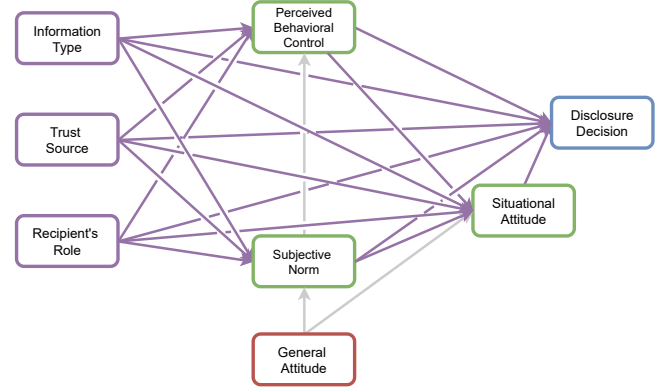 Information
Type
Perceived
Behavioral
Control
Trust
Source
Disclosure
Decision
Recipient's
Role
Situational
Attitude
Subjective
Norm
General
Attitude